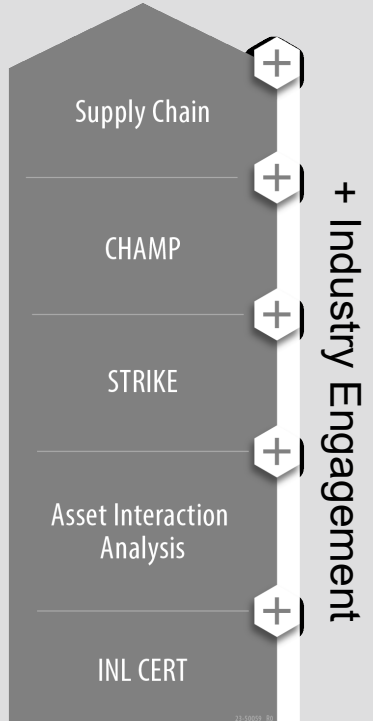 Supply Chain
CHAMP
STRIKE
Asset Interaction
Analysis
INL CERT
+ Industry Engagement